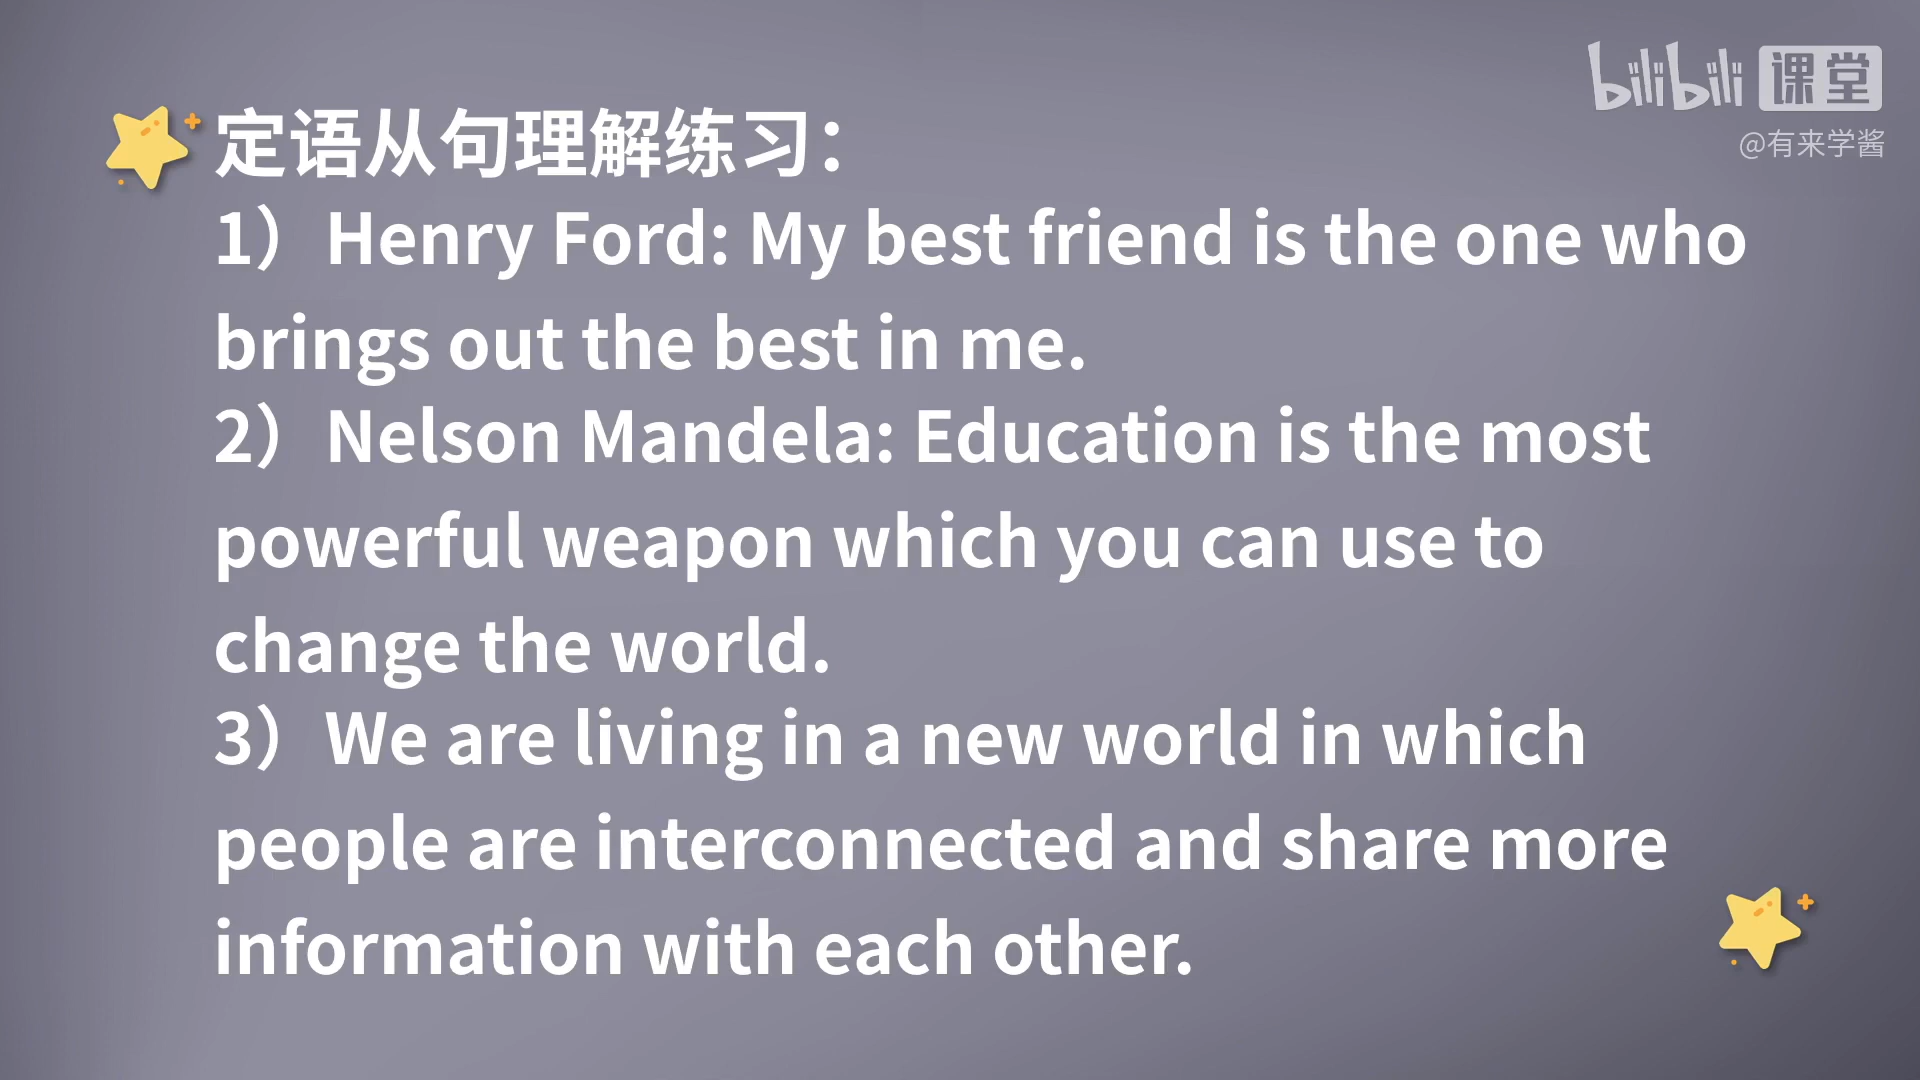 bilibili 课堂
@有来学酱
定语从句理解练习：
1）Henry Ford: My best friend is the one who
brings out the best in me.
2）Nelson Mandela: Education is the most
powerful weapon which you can use to
change the world.
3）We are living in a new world in which
people are interconnected and share more
information with each other.